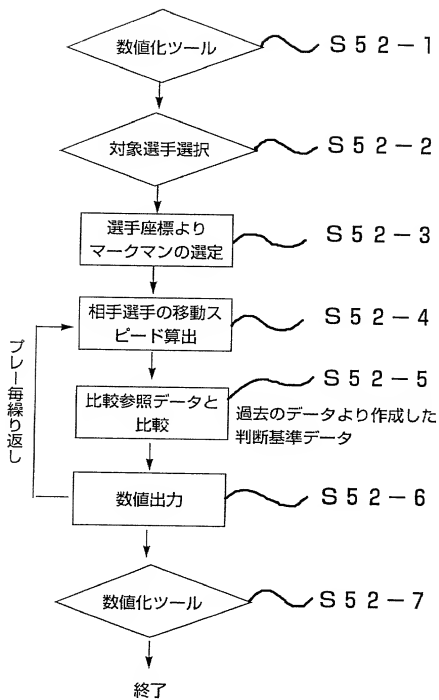 数値化ツール
S52-1
対象選手選択
S52-2
選手座標より
マークマンの選定
S52-3
相手選手の移動ス
ピード算出
S52-4
プレー毎繰り返し
比較参照データと
比較
S52-5
過去のデータより作成した
判断基準データ
数値出力
S52-6
数値化ツール
S52-7
終了